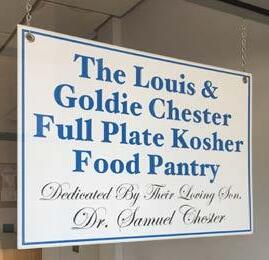 The Louis &
Goldie Chester
Full Plate Kosher
Food Pantry
Dedicated By Their Loving Son,
Dr. Samuel Chester